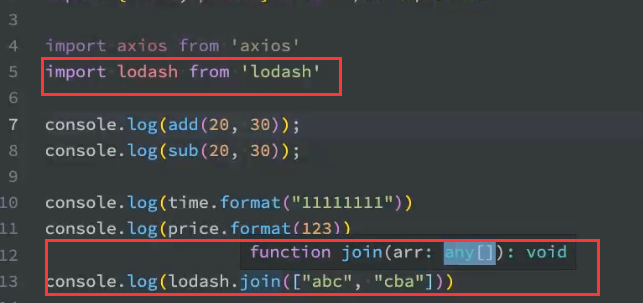 3
4 import axios from 'axios'
5 import lodash from 'lodash'
6
7 console.log(add(20, 30));
8 console.log(sub(20, 30));
9
10 console.log(time.format("11111111"))
11 console.log(price.format(123))
function join(arr: any[]): void
12
13 console.log(lodash.join(["abc", "cba"]))